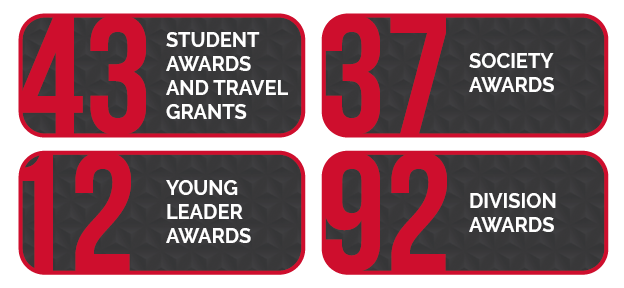 43
STUDENT
AWARDS
AND TRAVEL
GRANTS
37
SOCIETY
AWARDS
12
YOUNG
LEADER
AWARDS
92
DIVISION
AWARDS